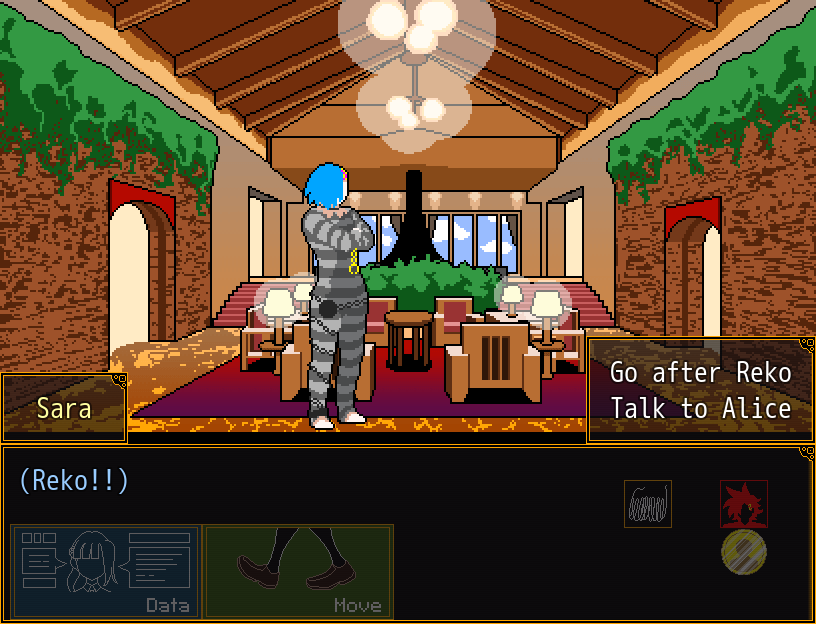 Go after Reko
Talk to Alice
Sara
(Reko!!)
Data
Move